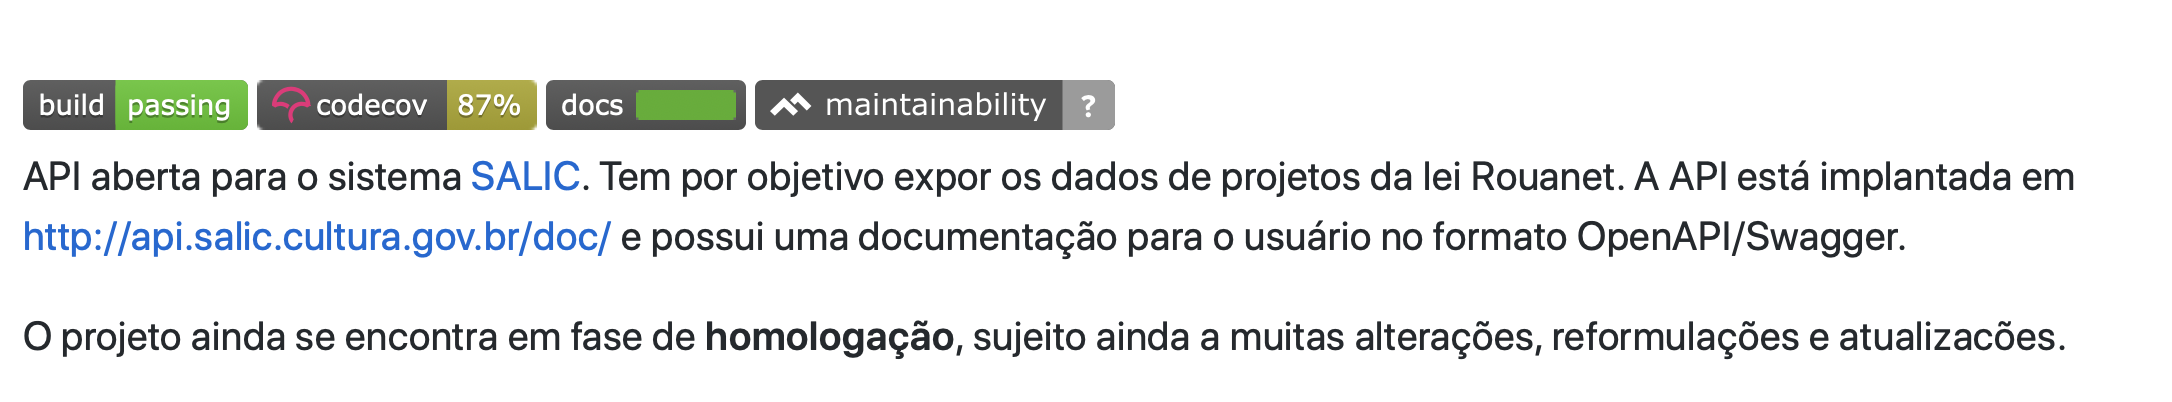 build passing codecov 87% docs maintainability ?
API aberta para o sistema SALIC. Tem por objetivo expor os dados de projetos da lei Rouanet. A API está implantada em
http://api.salic.cultura.gov.br/doc/ e possui uma documentação para o usuário no formato OpenAPI/Swagger.
O projeto ainda se encontra em fase de homologação, sujeito ainda a muitas alterações, reformulações e atualizacões.